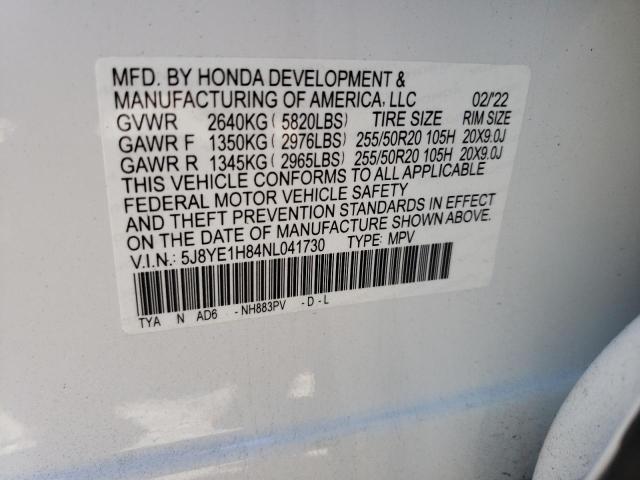 MFD. BY HONDA DEVELOPMENT &
MANUFACTURING OF AMERICA, LLC 02/'22
GVWR 2640KG ( 5820LBS) TIRE SIZE RIM SIZE
GAWR F 1350KG ( 2976LBS) 255/50R20 105H 20X9.0J
GAWR R 1345KG ( 2965LBS) 255/50R20 105H 20X9.0J
THIS VEHICLE CONFORMS TO ALL APPLICABLE
FEDERAL MOTOR VEHICLE SAFETY
AND THEFT PREVENTION STANDARDS IN EFFECT
ON THE DATE OF MANUFACTURE SHOWN ABOVE.
V.I.N.: 5J8YE1H84NL041730 TYPE: MPV
TYA N AD6 - NH883PV - D - L